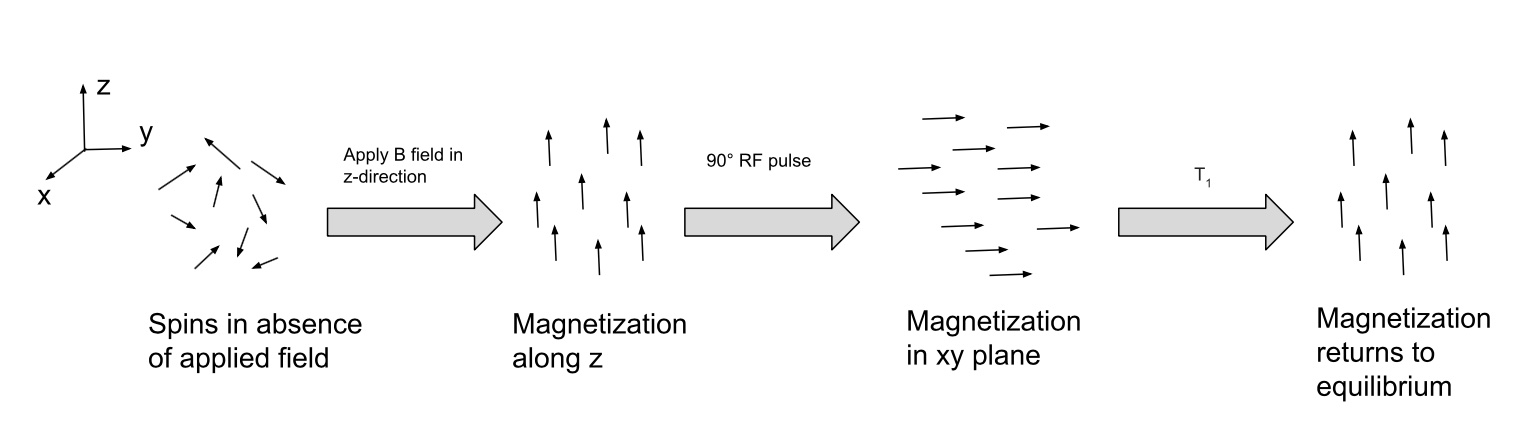 z
y
x
Apply B field in
z-direction
90° RF pulse
T1
Spins in absence
of applied field
Magnetization
along z
Magnetization
in xy plane
Magnetization
returns to
equilibrium